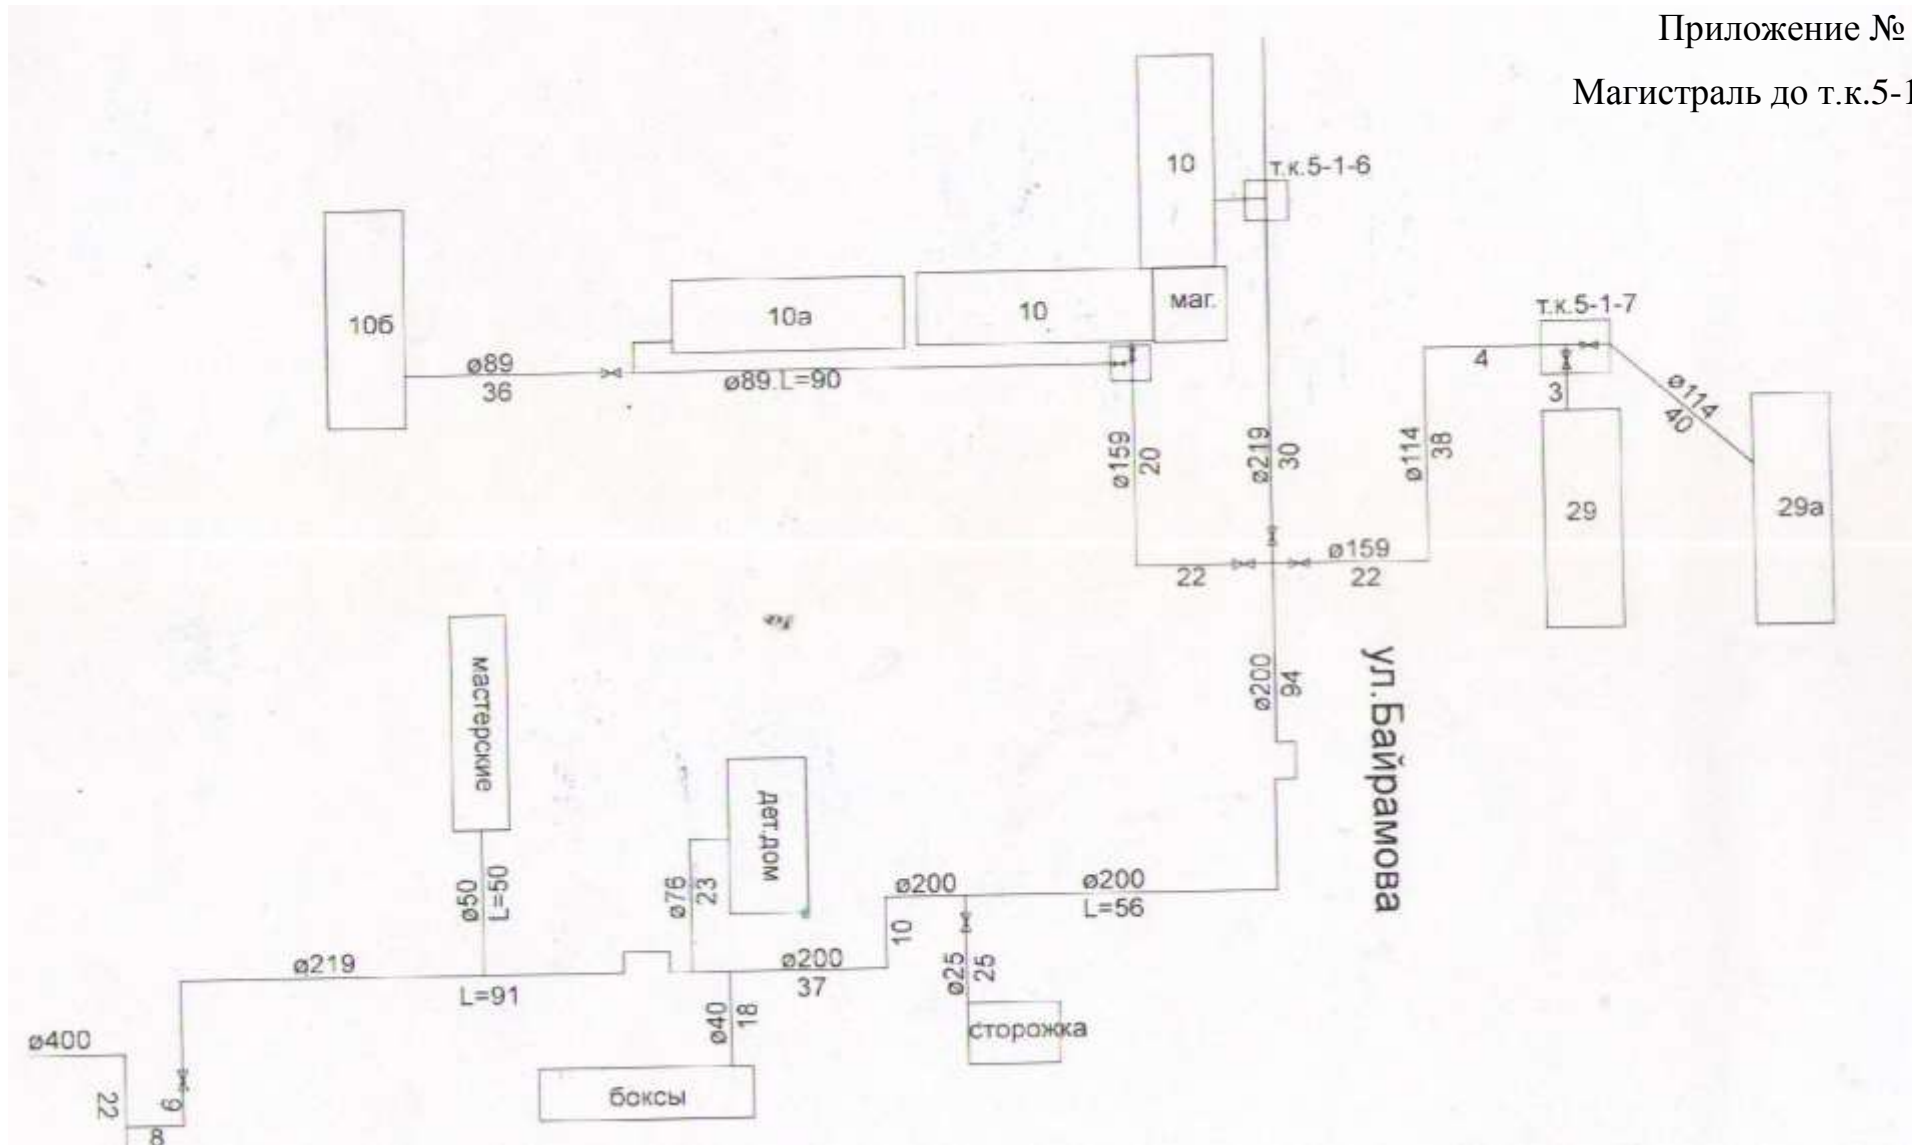 Приложение №
Магистраль до т.к.5-1
10
т.к.5-1-6
10б
10а
10
маг.
т.к.5-1-7
ø89
36
ø89 L=90
4
3
ø114
40
ø159
20
ø219
30
ø114
38
29
29а
22
ø159
22
мастерские
ø200
94
ул.Байрамова
дет.дом
ø50
L=50
ø76
23
ø200
ø200
L=56
10
ø219
L=91
ø200
37
ø25
25
ø40
18
сторожка
ø400
22
6
8
боксы